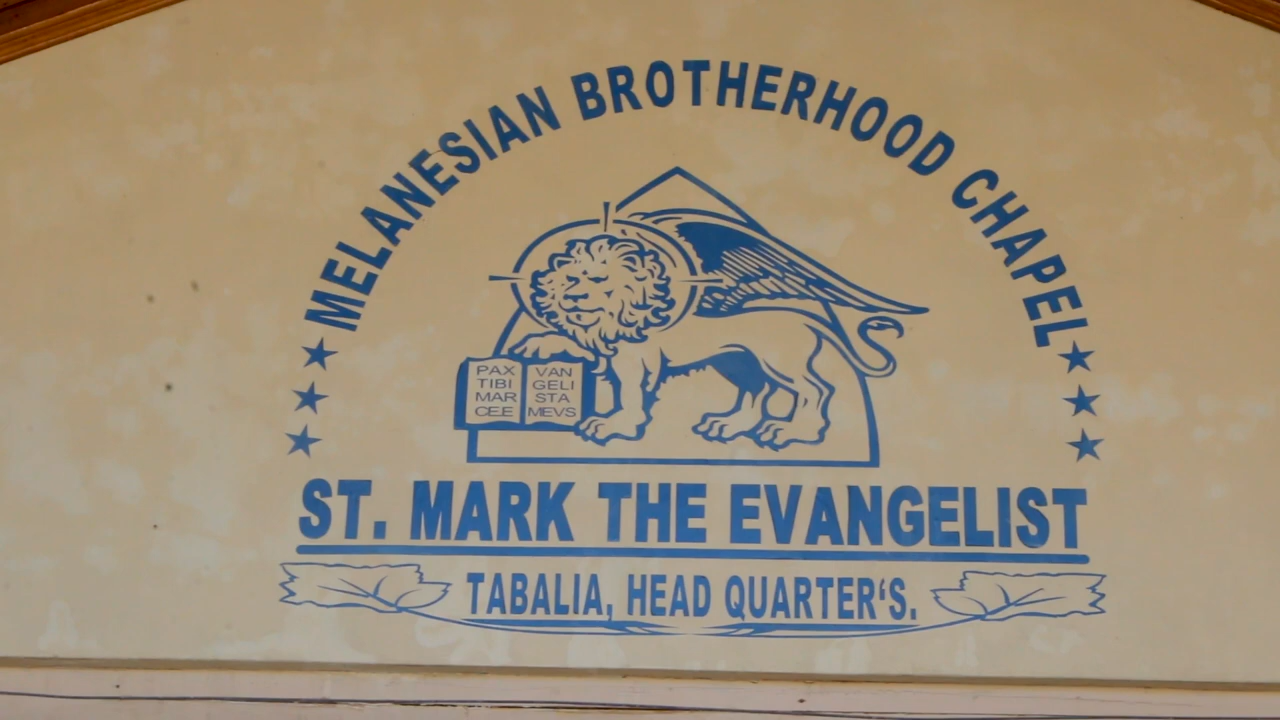 MELANESIAN BROTHERHOOD CHAPEL
PAX
TIBI
MAR
CEE
VAN
GELI
STA
MEVS
ST. MARK THE EVANGELIST
TABALIA, HEAD QUARTER'S.